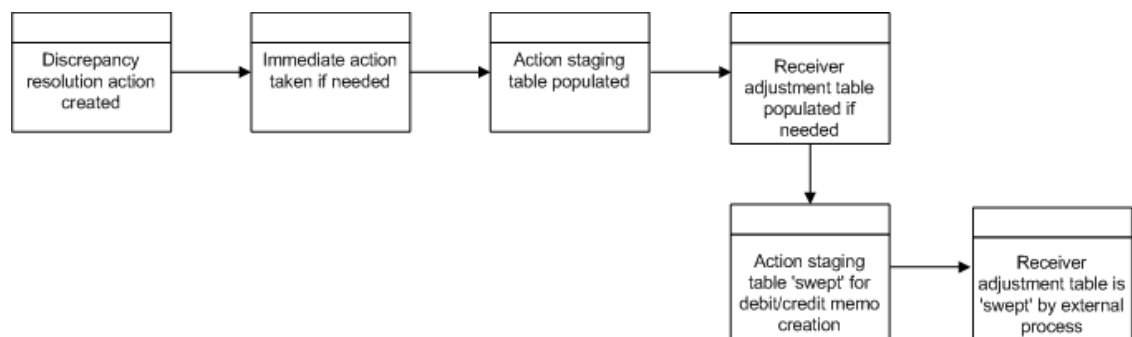 Discrepancy
resolution action
created
Immediate action
taken if needed
Action staging
table populated
Receiver
adjustment table
populated if
needed
Action staging
table 'swept' for
debit/credit memo
creation
Receiver
adjustment table is
'swept' by external
process